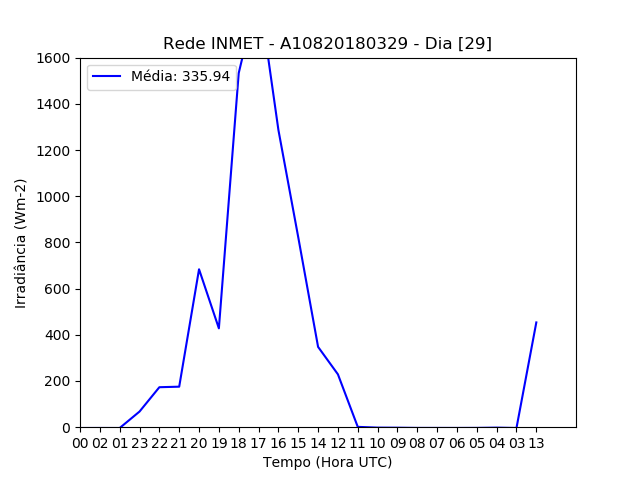 Rede INMET - A10820180329 - Dia [29]
Média: 335.94
1600
1400
1200
1000
800
600
400
200
0
Irradiância (Wm-2)
00 02 01 23 22 21 20 19 18 17 16 15 14 12 11 10 09 08 07 06 05 04 03 13
Tempo (Hora UTC)